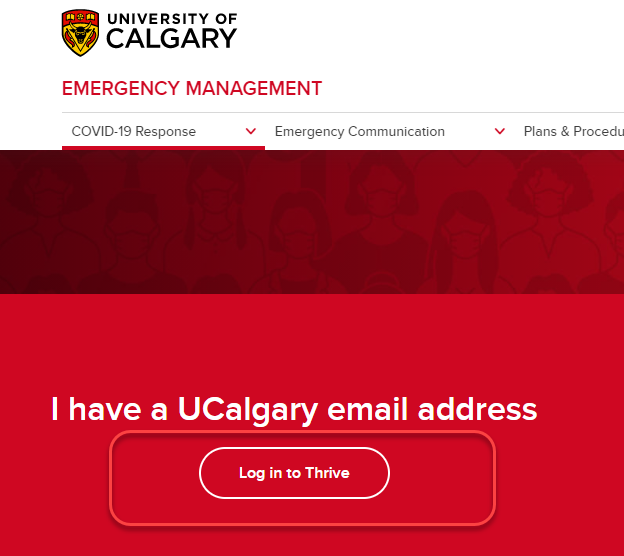 UNIVERSITY OF
CALGARY
EMERGENCY MANAGEMENT
COVID-19 Response Emergency Communication Plans & Procedu
I have a UCalgary email address
Log in to Thrive